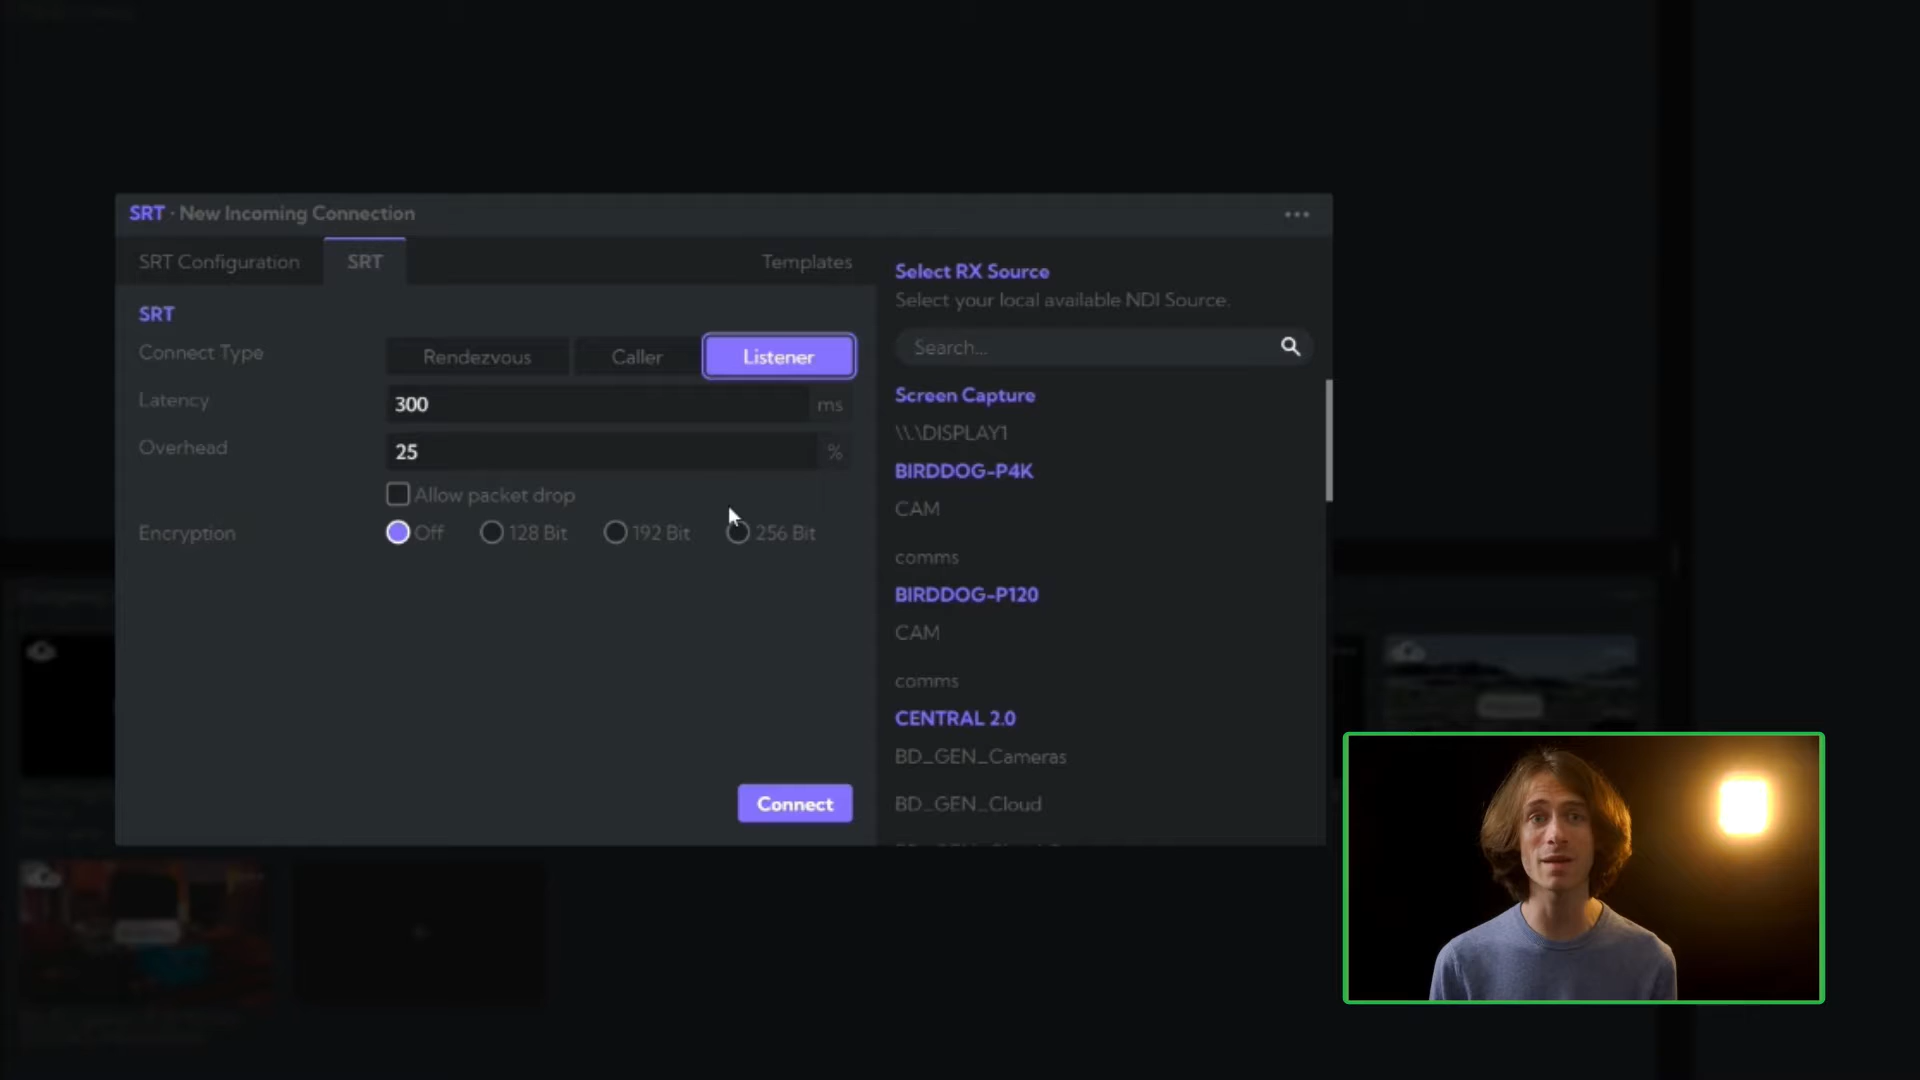 SRT · New Incoming Connection
SRT Configuration
SRT
Templates
SRT
Connect Type
Rendezvous
Caller
Listener
Latency
300
ms
Overhead
25
%
Allow packet drop
Encryption
Off
128 Bit
192 Bit
256 Bit
Connect
Select RX Source
Select your local available NDI Source.
Search...
Screen Capture
\\.\DISPLAY1
BIRDDOG-P4K
CAM
comms
BIRDDOG-P120
CAM
comms
CENTRAL 2.0
BD_GEN_Cameras
BD_GEN_Cloud